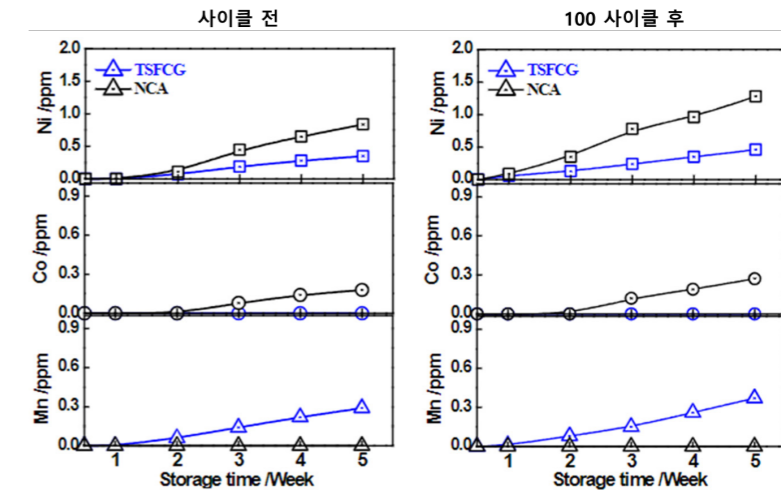 사이클 전
100 사이클 후
2.0
1.5
1.0
0.5
0.0
Ni /ppm
TSFCG
NCA
0.9
0.6
0.3
0.0
Co /ppm
0.9
0.6
0.3
0.0
Mn /ppm
1 2 3 4 5
Storage time /Week
2.0
1.5
1.0
0.5
0.0
Ni /ppm
TSFCG
NCA
0.9
0.6
0.3
0.0
Co /ppm
0.9
0.6
0.3
0.0
Mn /ppm
1 2 3 4 5
Storage time /Week